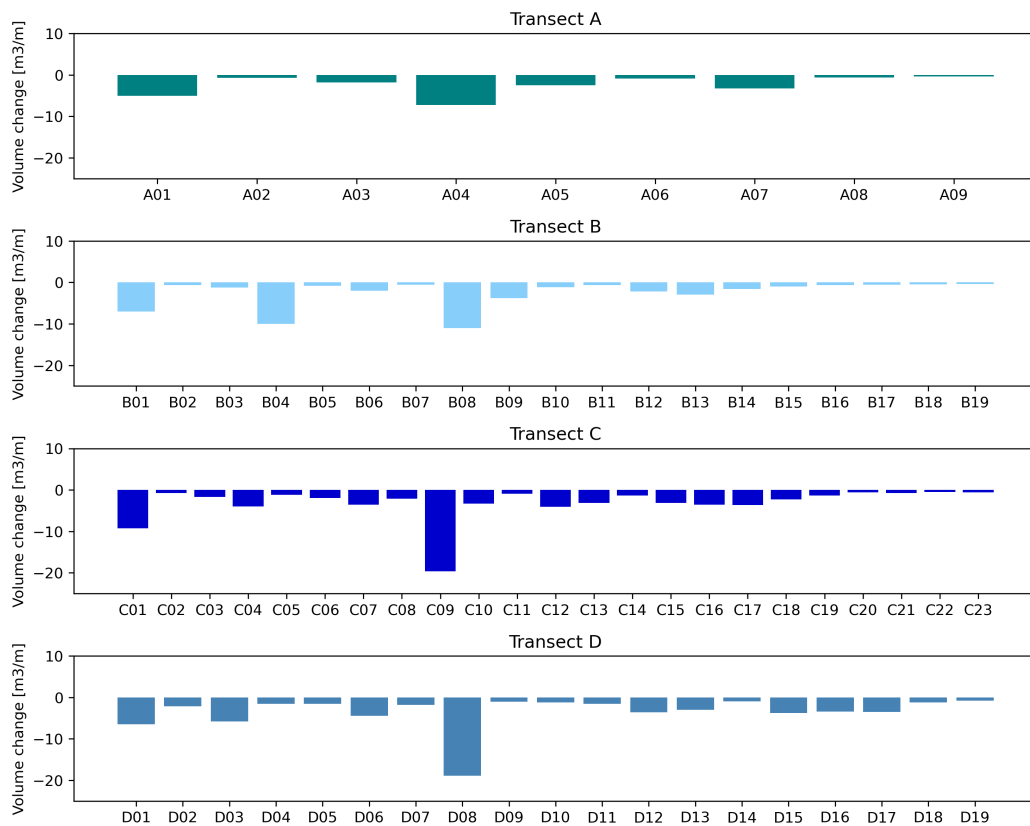 Transect A
Volume change [m3/m]
10
0
−10
−20
A01 A02 A03 A04 A05 A06 A07 A08 A09
Transect B
Volume change [m3/m]
10
0
−10
−20
B01 B02 B03 B04 B05 B06 B07 B08 B09 B10 B11 B12 B13 B14 B15 B16 B17 B18 B19
Transect C
Volume change [m3/m]
10
0
−10
−20
C01 C02 C03 C04 C05 C06 C07 C08 C09 C10 C11 C12 C13 C14 C15 C16 C17 C18 C19 C20 C21 C22 C23
Transect D
Volume change [m3/m]
10
0
−10
−20
D01 D02 D03 D04 D05 D06 D07 D08 D09 D10 D11 D12 D13 D14 D15 D16 D17 D18 D19